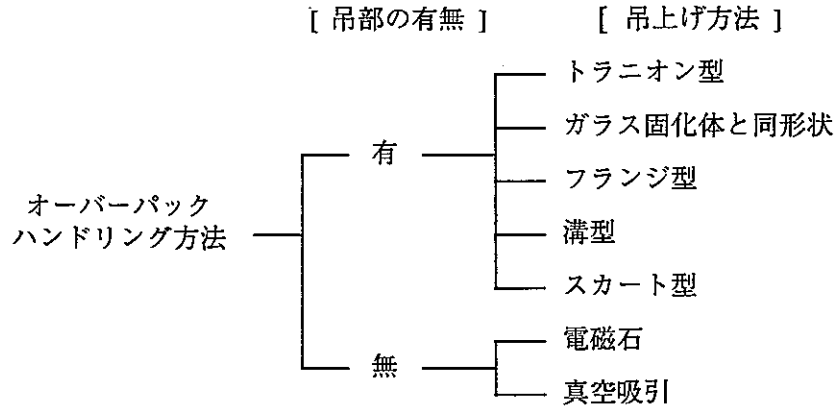 [ 吊部の有無 ] [ 吊上げ方法 ]
トラニオン型
ガラス固化体と同形状
有
フランジ型
オーバーパック
ハンドリング方法
溝型
スカート型
電磁石
無
真空吸引